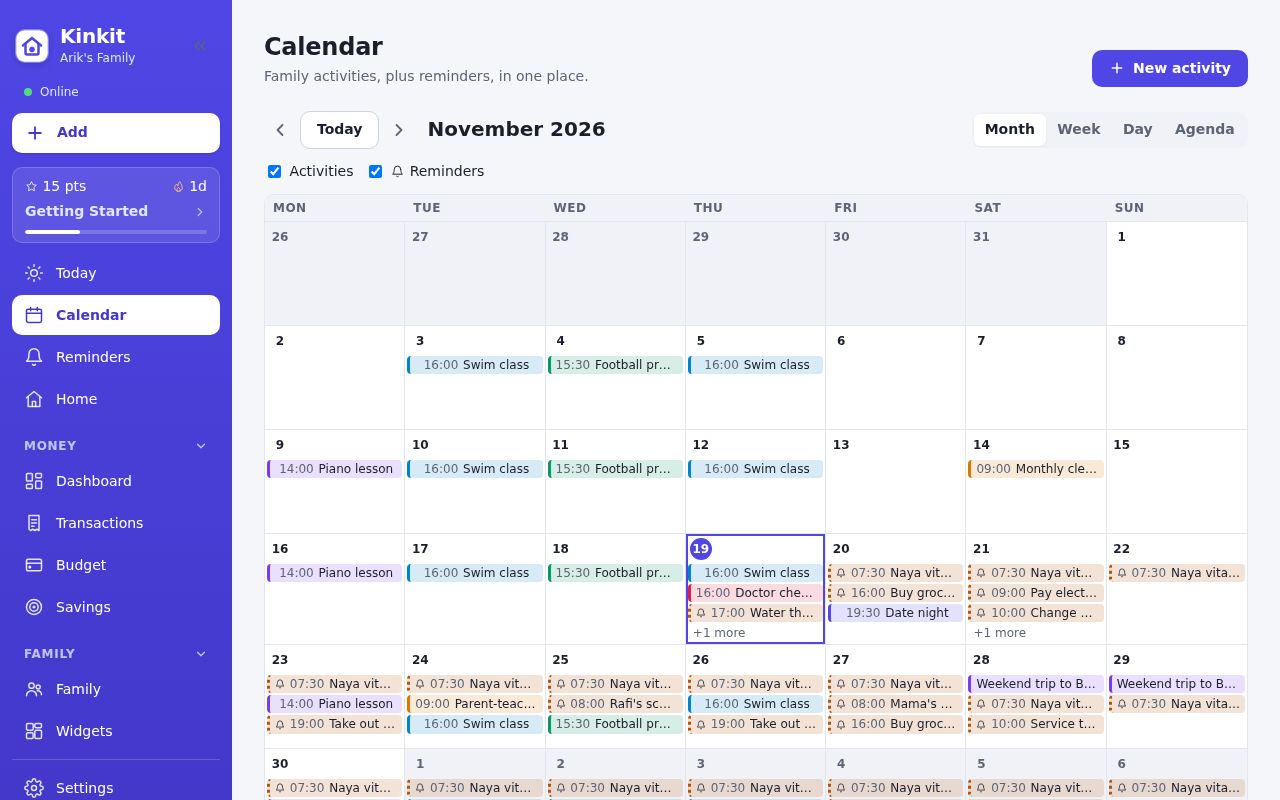 Kinkit
Arik's Family
Online
Add
15 pts
1d
Getting Started
Today
Calendar
Reminders
Home
MONEY
Dashboard
Transactions
Budget
Savings
FAMILY
Family
Widgets
Settings
Calendar
Family activities, plus reminders, in one place.
New activity
Today
November 2026
Month Week Day Agenda
Activities
Reminders
MON TUE WED THU FRI SAT SUN
26 27 28 29 30 31 1
2 3 4 5 6 7 8
16:00 Swim class
15:30 Football pr...
16:00 Swim class
9 10 11 12 13 14 15
14:00 Piano lesson
16:00 Swim class
15:30 Football pr...
16:00 Swim class
09:00 Monthly cle...
16 17 18 19 20 21 22
14:00 Piano lesson
16:00 Swim class
15:30 Football pr...
16:00 Swim class
16:00 Doctor che...
17:00 Water th...
+1 more
07:30 Naya vit...
16:00 Buy groc...
19:30 Date night
07:30 Naya vit...
09:00 Pay elect...
10:00 Change ...
+1 more
07:30 Naya vita...
23 24 25 26 27 28 29
07:30 Naya vit...
14:00 Piano lesson
19:00 Take out ...
07:30 Naya vit...
09:00 Parent-teac...
16:00 Swim class
07:30 Naya vit...
08:00 Rafi's sc...
15:30 Football pr...
07:30 Naya vit...
16:00 Swim class
19:00 Take out ...
07:30 Naya vit...
08:00 Mama's ...
16:00 Buy groc...
Weekend trip to B...
07:30 Naya vit...
10:00 Service t...
Weekend trip to B...
07:30 Naya vita...
30 1 2 3 4 5 6
07:30 Naya vit...
07:30 Naya vit...
07:30 Naya vit...
07:30 Naya vit...
07:30 Naya vit...
07:30 Naya vit...
07:30 Naya vita...